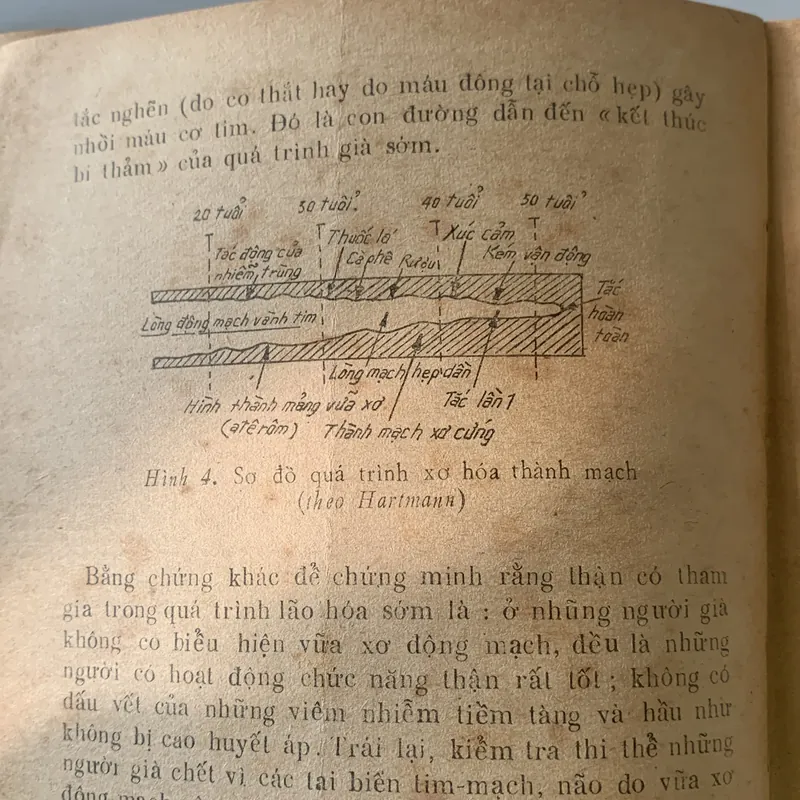 tắc nghẽn (do co thắt hay do máu đông tại chỗ hẹp) gây
nhồi máu cơ tim. Đó là con đường dẫn đến « kết thúc
bi thảm » của quá trình già sớm.
20 tuổi 30 tuổi 40 tuổi 50 tuổi
Tác động của nhiễm trùng
Thuốc lá
Cà phê
Rượu
Xúc cảm
Kém vận động
Tắc hoàn toàn
Lòng động mạch vành tim
Lòng mạch hẹp dần
Hình thành mảng vữa xơ
(atêrôm)
Tắc lần 1
Thành mạch xơ cứng
Hình 4. Sơ đồ quá trình xơ hóa thành mạch
(theo Hartmann)
Bằng chứng khác để chứng minh rằng thận có tham
gia trong quá trình lão hóa sớm là : ở những người già
không có biểu hiện vữa xơ động mạch, đều là những
người có hoạt động chức năng thận rất tốt ; không có
dấu vết của những viêm nhiễm tiềm tàng và hầu như
không bị cao huyết áp. Trái lại, kiểm tra thi thể những
người già chết vì các tai biến tim-mạch, não do vữa xơ
động mạch